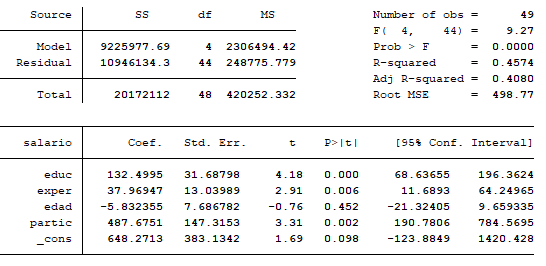 Source SS df MS Number of obs = 49
F( 4, 44) = 9.27
Model 9225977.69 4 2306494.42 Prob > F = 0.0000
Residual 10946134.3 44 248775.779 R-squared = 0.4574
Adj R-squared = 0.4080
Total 20172112 48 420252.332 Root MSE = 498.77
salario Coef. Std. Err. t P>|t| [95% Conf. Interval]
educ 132.4995 31.68798 4.18 0.000 68.63655 196.3624
exper 37.96947 13.03989 2.91 0.006 11.6893 64.24965
edad -5.832355 7.686782 -0.76 0.452 -21.32405 9.659335
partic 487.6751 147.3153 3.31 0.002 190.7806 784.5695
_cons 648.2713 383.1342 1.69 0.098 -123.8849 1420.428